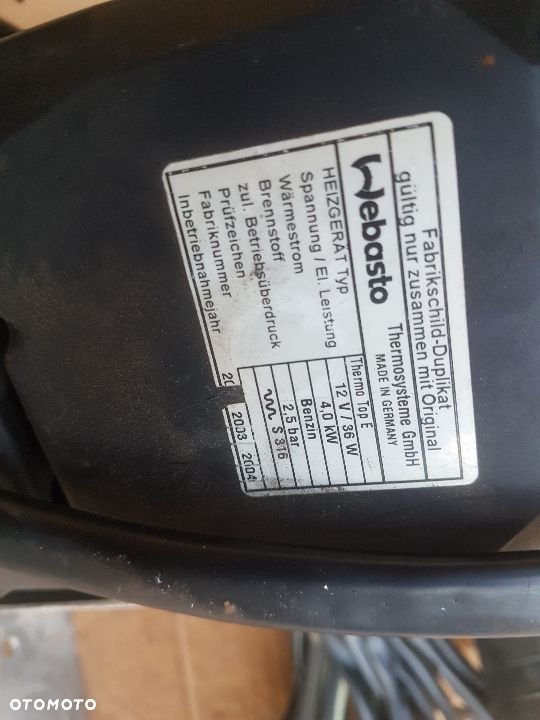 Fabrikschild-Duplikat
gültig nur zusammen mit Original
Webasto Thermosysteme GmbH
MADE IN GERMANY
HEIZGERÄT Typ Thermo Top E
Spannung / El. Leistung 12 V / 36 W
Wärmestrom 4,0 kW
Brennstoff Benzin
zul. Betriebsüberdruck 2,5 bar
Prüfzeichen S 316
Fabriknummer
Inbetriebnahmejahr 2003 2004
OTOMOTO